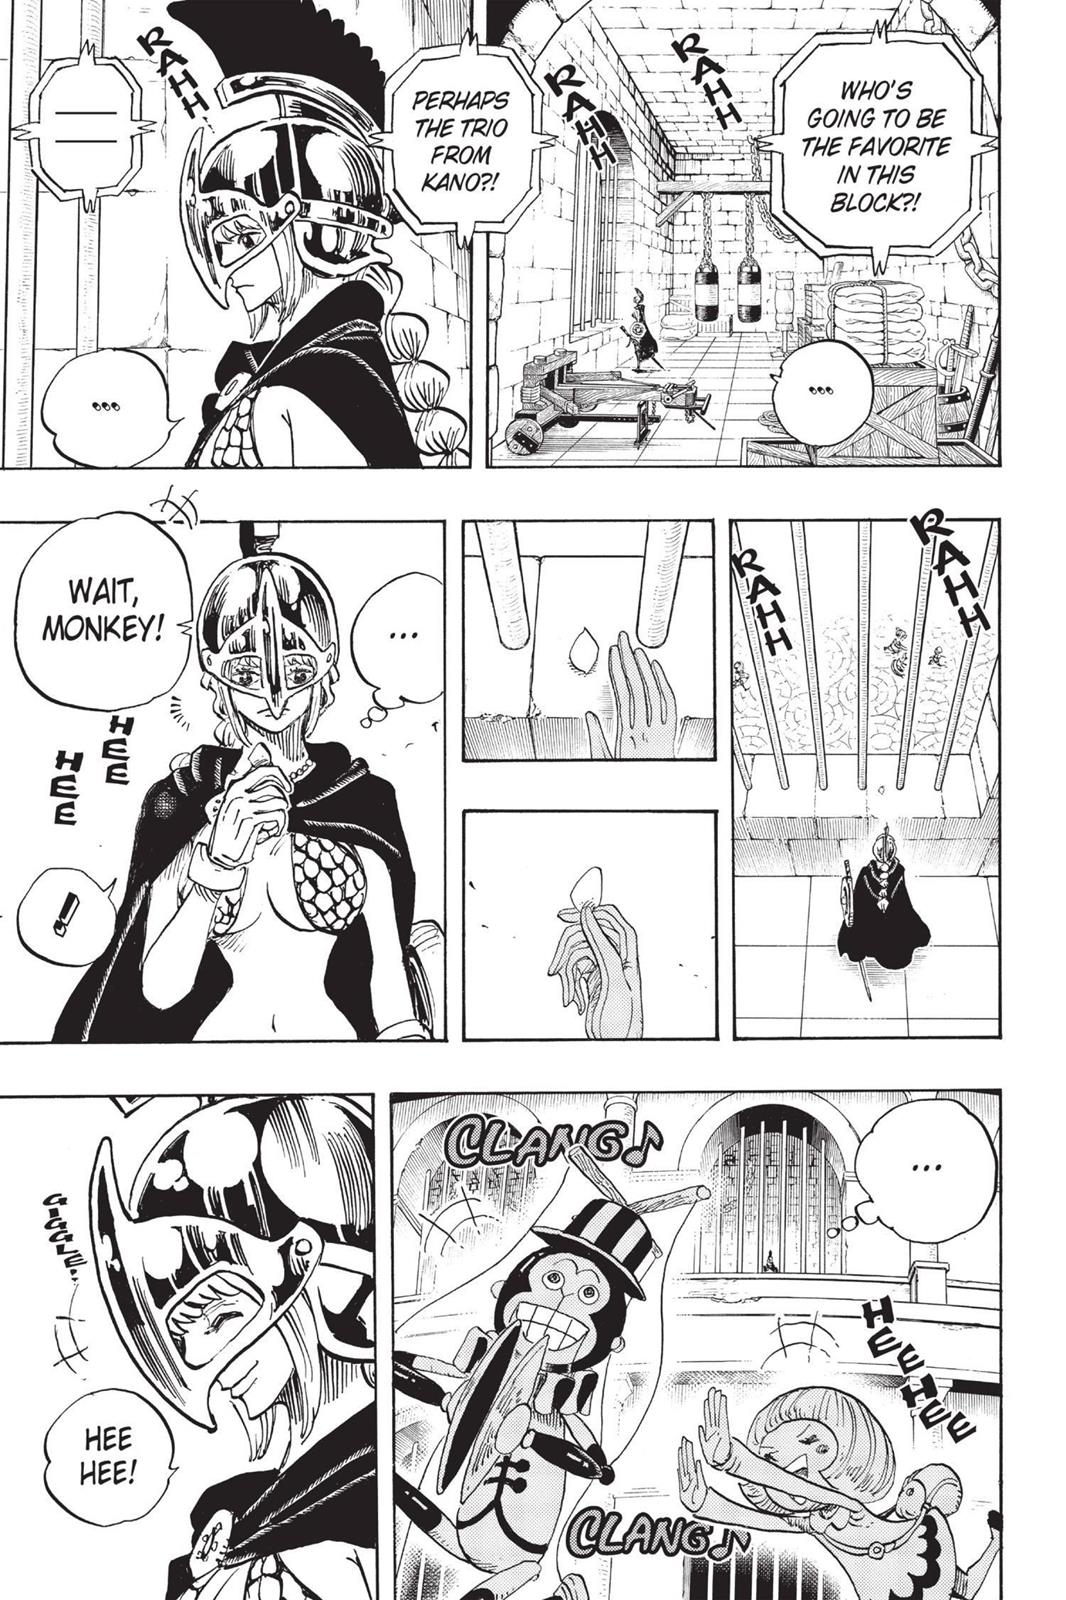 WHO'S
GOING TO BE
THE FAVORITE
IN THIS
BLOCK?!
RAHH
RAHH
...
PERHAPS
THE TRIO
FROM
KANO?!
RAHH
...
RAHH
RAHH
...
WAIT,
MONKEY!
HEE
HEE
!
...
CLANG♪
HEEHEE
CLANG♪
GIGGLE!
HEE
HEE!